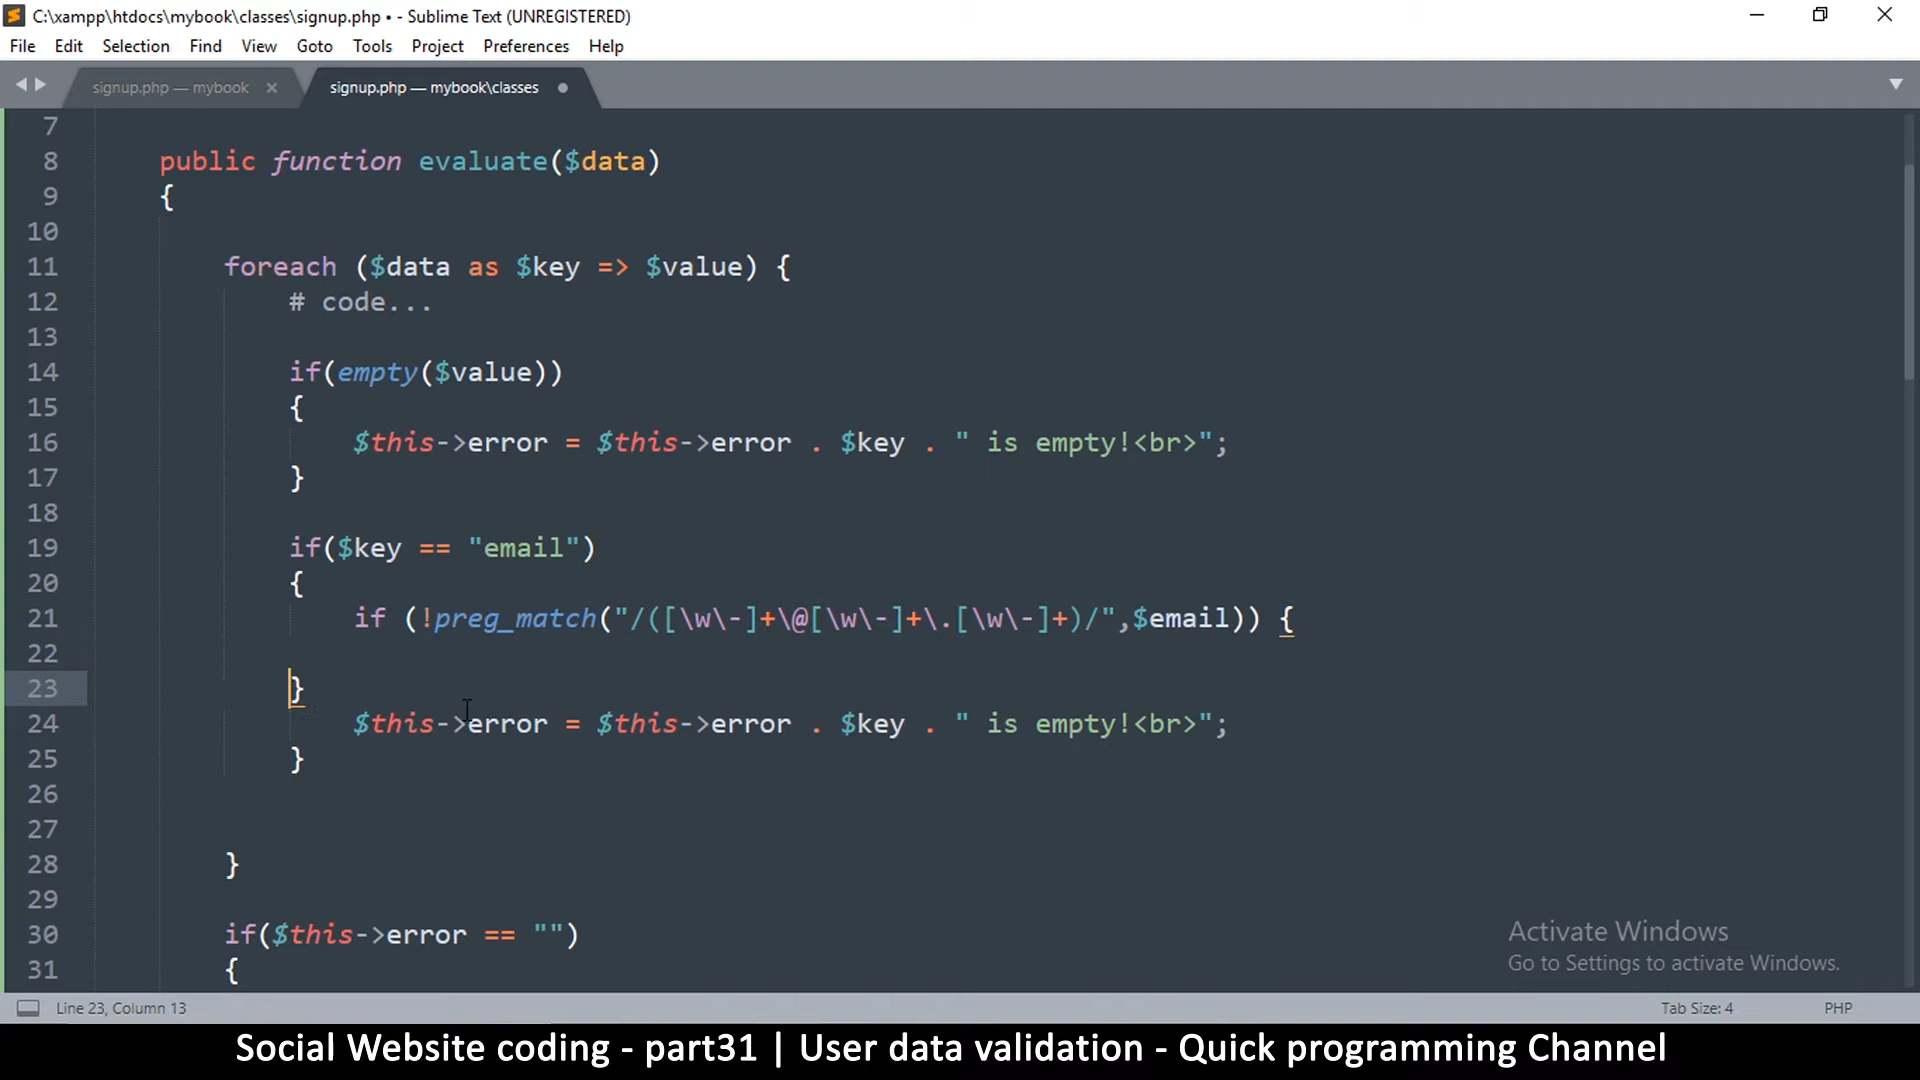 C:\xampp\htdocs\mybook\classes\signup.php • - Sublime Text (UNREGISTERED)
File Edit Selection Find View Goto Tools Project Preferences Help
signup.php — mybook × signup.php — mybook\classes
7
8 public function evaluate($data)
9 {
10
11 foreach ($data as $key => $value) {
12 # code...
13
14 if(empty($value))
15 {
16 $this->error = $this->error . $key . " is empty!<br>";
17 }
18
19 if($key == "email")
20 {
21 if (!preg_match("/([\w\-]+\@[\w\-]+\.[\w\-]+)/",$email)) {
22
23 }
24 $this->error = $this->error . $key . " is empty!<br>";
25 }
26
27
28 }
29
30 if($this->error == "")
31 {
Activate Windows
Go to Settings to activate Windows.
Line 23, Column 13 Tab Size: 4 PHP
Social Website coding - part31 | User data validation - Quick programming Channel